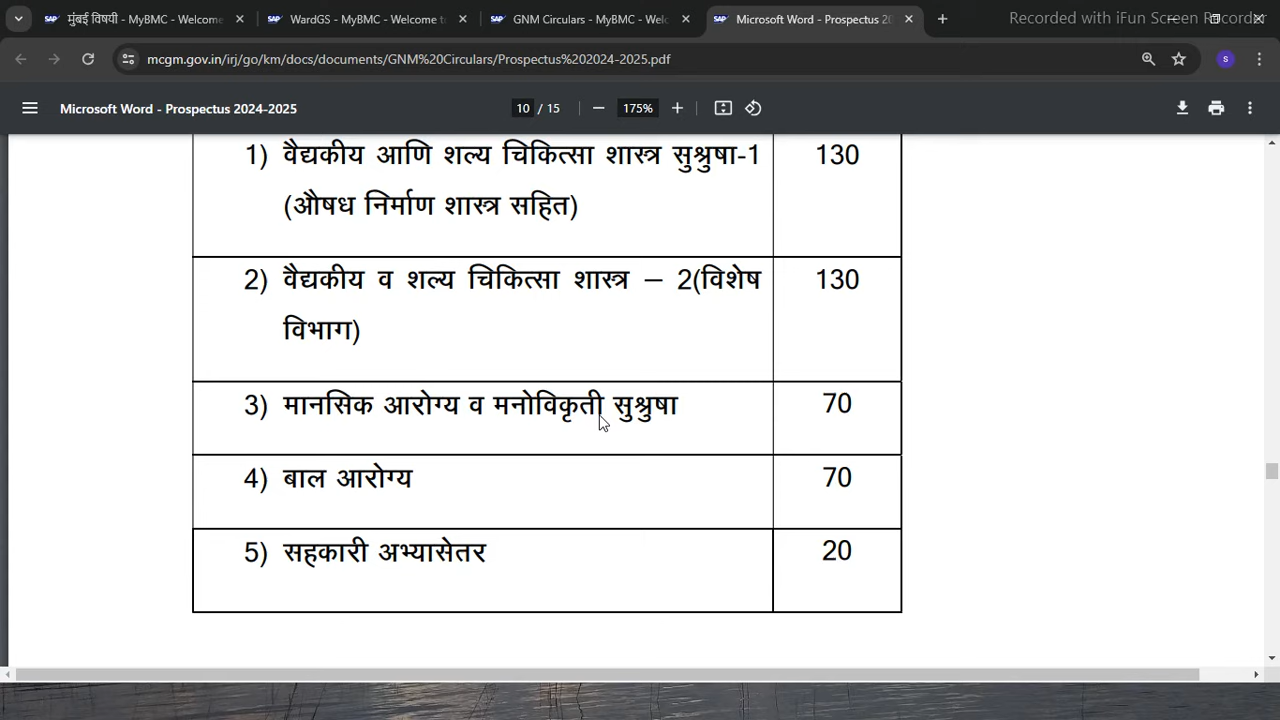 मुंबई विषयी - MyBMC - Welcome
WardGS - MyBMC - Welcome to
GNM Circulars - MyBMC - Welc
Microsoft Word - Prospectus 20
Recorded with iFun Screen Recorder
mcgm.gov.in/irj/go/km/docs/documents/GNM%20Circulars/Prospectus%202024-2025.pdf
S
Microsoft Word - Prospectus 2024-2025
10 / 15
175%
1) वैद्यकीय आणि शल्य चिकित्सा शास्त्र सुश्रुषा-1 130
(औषध निर्माण शास्त्र सहित)
2) वैद्यकीय व शल्य चिकित्सा शास्त्र – 2(विशेष 130
विभाग)
3) मानसिक आरोग्य व मनोविकृती सुश्रुषा 70
4) बाल आरोग्य 70
5) सहकारी अभ्यासेतर 20